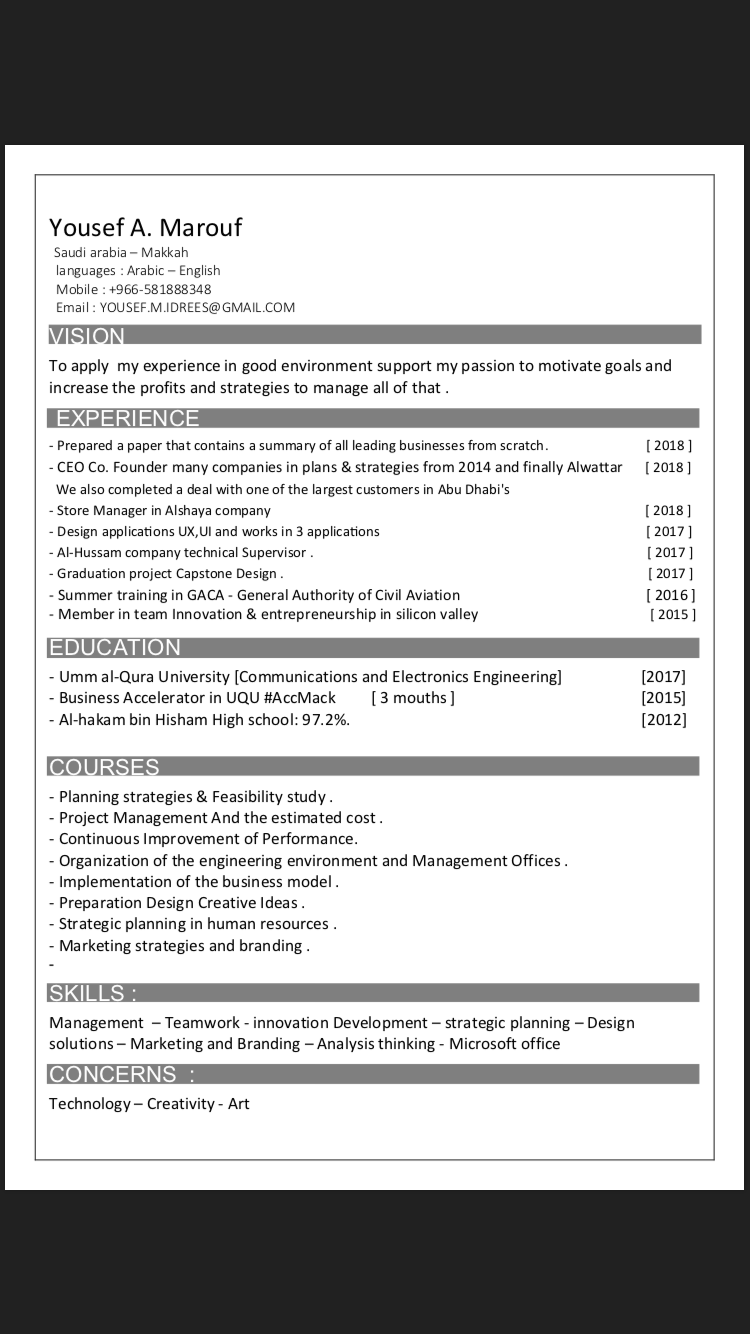 Yousef A. Marouf
Saudi arabia – Makkah
languages : Arabic – English
Mobile : +966-581888348
Email : YOUSEF.M.IDREES@GMAIL.COM
VISION
To apply my experience in good environment support my passion to motivate goals and
increase the profits and strategies to manage all of that .
EXPERIENCE
- Prepared a paper that contains a summary of all leading businesses from scratch. [ 2018 ]
- CEO Co. Founder many companies in plans & strategies from 2014 and finally Alwattar [ 2018 ]
We also completed a deal with one of the largest customers in Abu Dhabi's
- Store Manager in Alshaya company [ 2018 ]
- Design applications UX,UI and works in 3 applications [ 2017 ]
- Al-Hussam company technical Supervisor . [ 2017 ]
- Graduation project Capstone Design . [ 2017 ]
- Summer training in GACA - General Authority of Civil Aviation [ 2016 ]
- Member in team Innovation & entrepreneurship in silicon valley [ 2015 ]
EDUCATION
- Umm al-Qura University [Communications and Electronics Engineering] [2017]
- Business Accelerator in UQU #AccMack [ 3 mouths ] [2015]
- Al-hakam bin Hisham High school: 97.2%. [2012]
COURSES
- Planning strategies & Feasibility study .
- Project Management And the estimated cost .
- Continuous Improvement of Performance.
- Organization of the engineering environment and Management Offices .
- Implementation of the business model .
- Preparation Design Creative Ideas .
- Strategic planning in human resources .
- Marketing strategies and branding .
-
SKILLS :
Management – Teamwork - innovation Development – strategic planning – Design
solutions – Marketing and Branding – Analysis thinking - Microsoft office
CONCERNS :
Technology – Creativity - Art